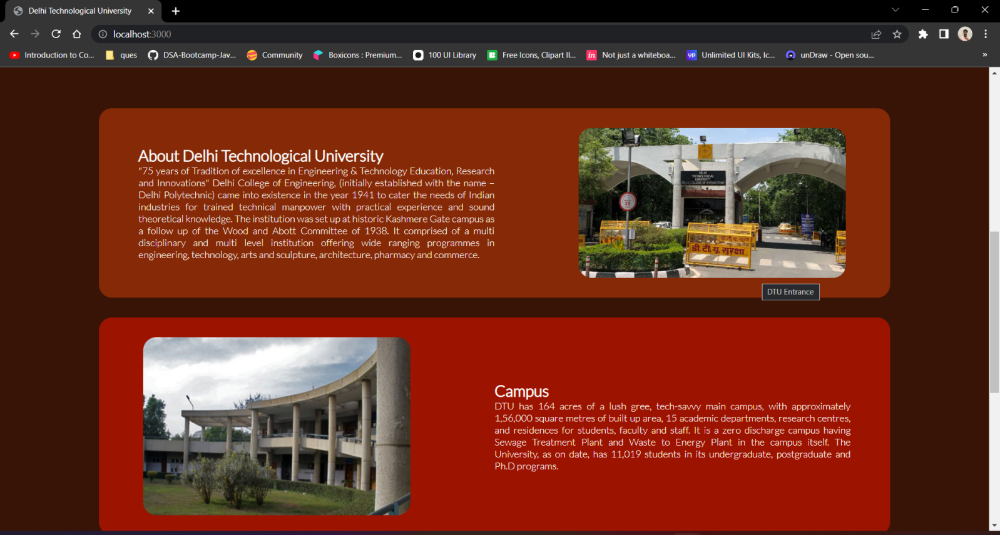 Delhi Technological University
localhost:3000
Introduction to Co...
ques
DSA-Bootcamp-Jav...
Community
Boxicons : Premium...
100 UI Library
Free Icons, Clipart Il...
in
Not just a whiteboa...
UP
Unlimited UI Kits, Ic...
unDraw - Open sou...
»
About Delhi Technological University
"75 years of Tradition of excellence in Engineering & Technology Education, Research
and Innovations" Delhi College of Engineering, (initially established with the name –
Delhi Polytechnic) came into existence in the year 1941 to cater the needs of Indian
industries for trained technical manpower with practical experience and sound
theoretical knowledge. The institution was set up at historic Kashmere Gate campus as
a follow up of the Wood and Abott Committee of 1938. It comprised of a multi
disciplinary and multi level institution offering wide ranging programmes in
engineering, technology, arts and sculpture, architecture, pharmacy and commerce.
DELHI
TECHNOLOGICAL
UNIVERSITY
20
डी.टी.यू. सुरक्षा
DTU Entrance
Campus
DTU has 164 acres of a lush gree, tech-savvy main campus, with approximately
1,56,000 square metres of built up area, 15 academic departments, research centres,
and residences for students, faculty and staff. It is a zero discharge campus having
Sewage Treatment Plant and Waste to Energy Plant in the campus itself. The
University, as on date, has 11,019 students in its undergraduate, postgraduate and
Ph.D programs.